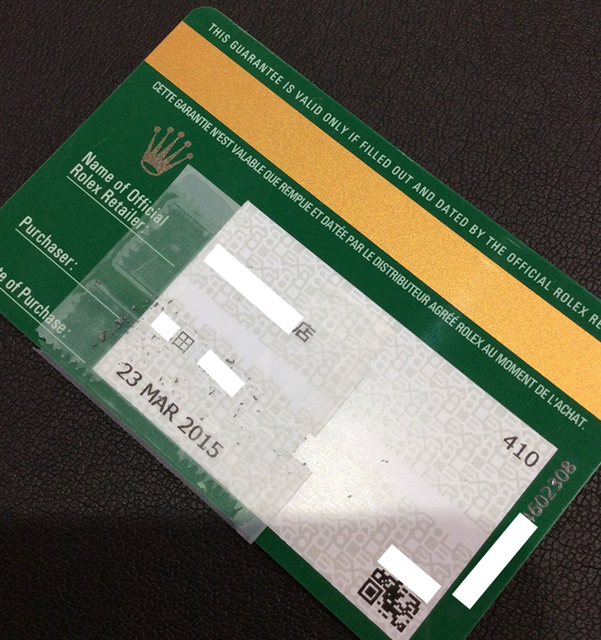 THIS GUARANTEE IS VALID ONLY IF FILLED OUT AND DATED BY THE OFFICIAL ROLEX RE
CETTE GARANTIE N'EST VALABLE QUE REMPLIE ET DATÉE PAR LE DISTRIBUTEUR AGRÉÉ ROLEX AU MOMENT DE L'ACHAT.
Name of Official
Rolex Retailer:
店
Purchaser:
田
te of Purchase:
23 MAR 2015
410
1602308